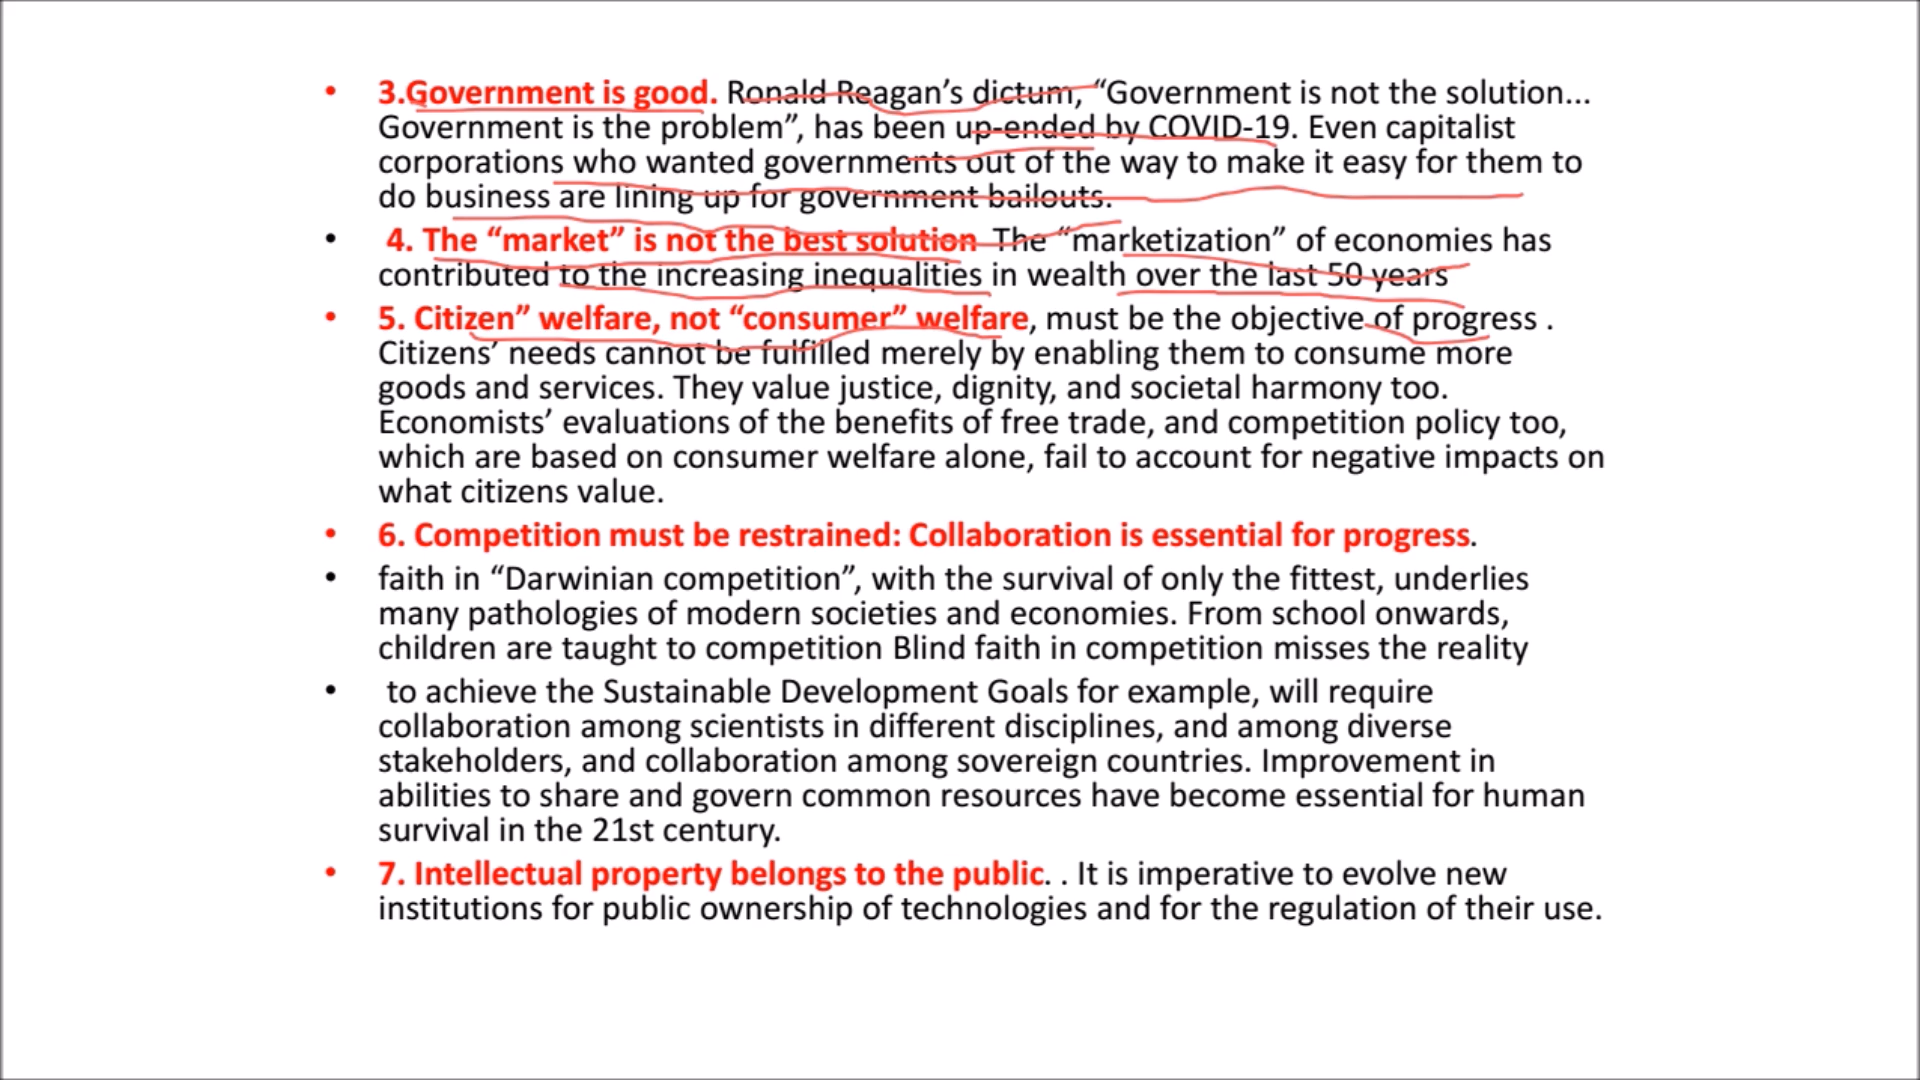 • 3.Government is good. Ronald Reagan’s dictum, “Government is not the solution...
Government is the problem”, has been up-ended by COVID-19. Even capitalist
corporations who wanted governments out of the way to make it easy for them to
do business are lining up for government bailouts.
• 4. The “market” is not the best solution The “marketization” of economies has
contributed to the increasing inequalities in wealth over the last 50 years
• 5. Citizen” welfare, not “consumer” welfare, must be the objective of progress .
Citizens’ needs cannot be fulfilled merely by enabling them to consume more
goods and services. They value justice, dignity, and societal harmony too.
Economists’ evaluations of the benefits of free trade, and competition policy too,
which are based on consumer welfare alone, fail to account for negative impacts on
what citizens value.
• 6. Competition must be restrained: Collaboration is essential for progress.
• faith in “Darwinian competition”, with the survival of only the fittest, underlies
many pathologies of modern societies and economies. From school onwards,
children are taught to competition Blind faith in competition misses the reality
• to achieve the Sustainable Development Goals for example, will require
collaboration among scientists in different disciplines, and among diverse
stakeholders, and collaboration among sovereign countries. Improvement in
abilities to share and govern common resources have become essential for human
survival in the 21st century.
• 7. Intellectual property belongs to the public. . It is imperative to evolve new
institutions for public ownership of technologies and for the regulation of their use.